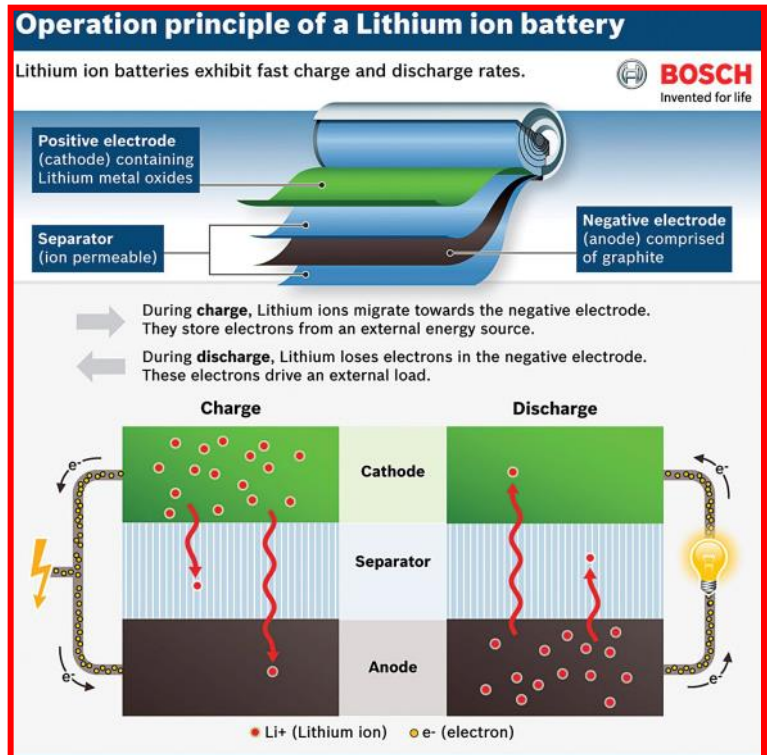 Operation principle of a Lithium ion battery
Lithium ion batteries exhibit fast charge and discharge rates.
BOSCH
Invented for life
Positive electrode
(cathode) containing
Lithium metal oxides
Separator
(ion permeable)
Negative electrode
(anode) comprised
of graphite
During charge, Lithium ions migrate towards the negative electrode.
They store electrons from an external energy source.
During discharge, Lithium loses electrons in the negative electrode.
These electrons drive an external load.
Charge
Discharge
e-
e-
Cathode
Separator
Anode
e-
e-
Li+ (Lithium ion)
e- (electron)